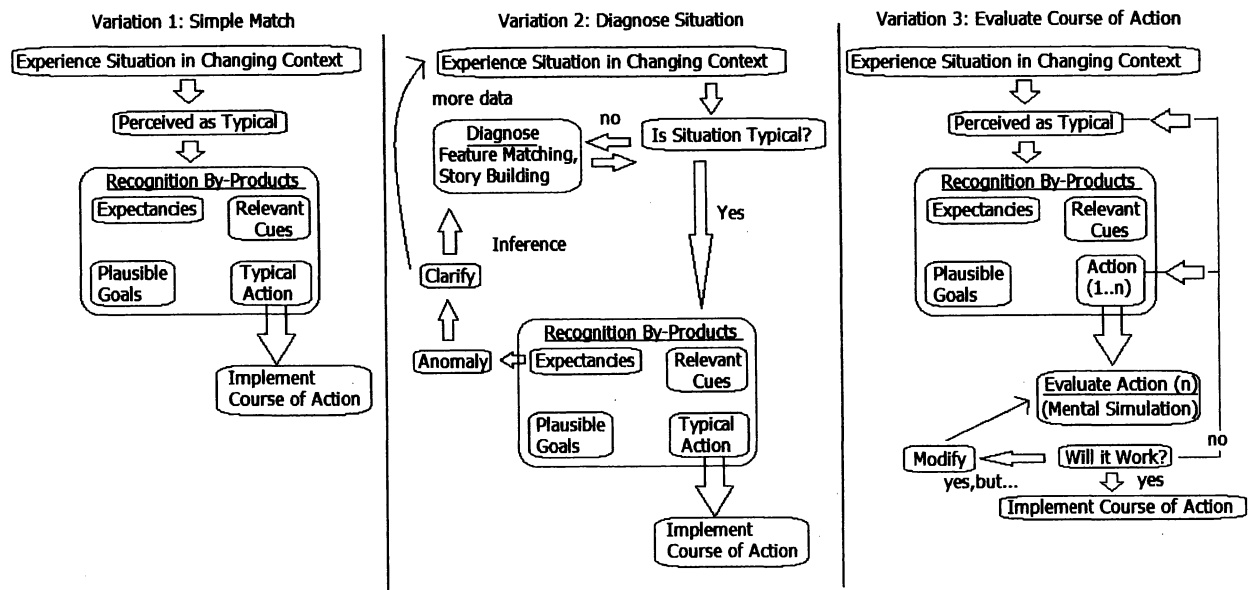 Variation 1: Simple Match
Experience Situation in Changing Context
Perceived as Typical
Recognition By-Products
Expectancies
Relevant
Cues
Plausible
Goals
Typical
Action
Implement
Course of Action
Variation 2: Diagnose Situation
Experience Situation in Changing Context
more data
Diagnose
Feature Matching,
Story Building
no
Is Situation Typical?
Yes
Inference
Clarify
Anomaly
Recognition By-Products
Expectancies
Relevant
Cues
Plausible
Goals
Typical
Action
Implement
Course of Action
Variation 3: Evaluate Course of Action
Experience Situation in Changing Context
Perceived as Typical
Recognition By-Products
Expectancies
Relevant
Cues
Plausible
Goals
Action
(1..n)
Evaluate Action (n)
(Mental Simulation)
no
Modify
Will it Work?
yes,but...
yes
Implement Course of Action